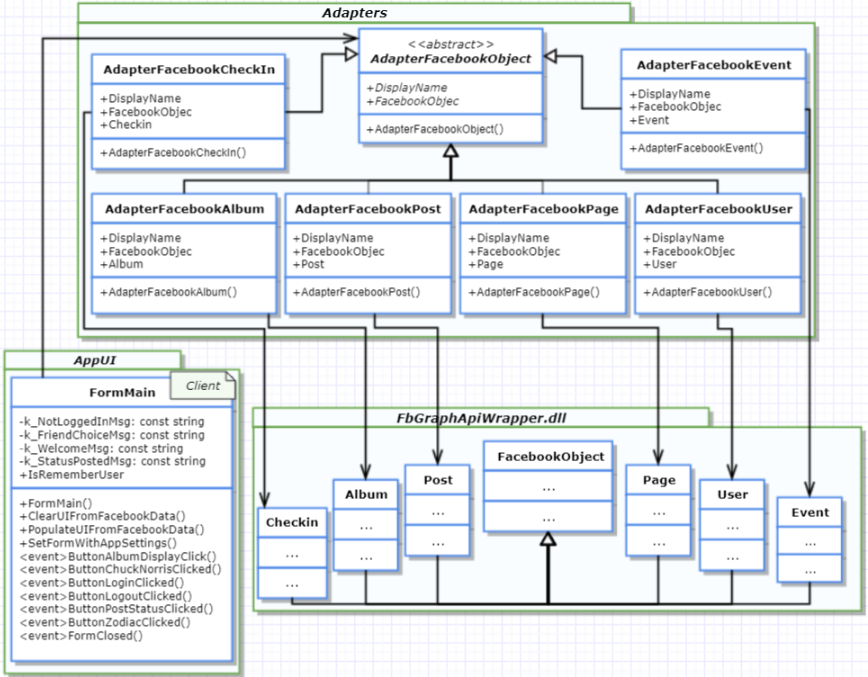 Adapters
<<abstract>>
AdapterFacebookObject
+DisplayName
+FacebookObjec
+AdapterFacebookObject()
AdapterFacebookCheckIn
+DisplayName
+FacebookObjec
+Checkin
+AdapterFacebookCheckIn()
AdapterFacebookEvent
+DisplayName
+FacebookObjec
+Event
+AdapterFacebookEvent()
AdapterFacebookAlbum
+DisplayName
+FacebookObjec
+Album
+AdapterFacebookAlbum()
AdapterFacebookPost
+DisplayName
+FacebookObjec
+Post
+AdapterFacebookPost()
AdapterFacebookPage
+DisplayName
+FacebookObjec
+Page
+AdapterFacebookPage()
AdapterFacebookUser
+DisplayName
+FacebookObjec
+User
+AdapterFacebookUser()
AppUI
Client
FormMain
-k_NotLoggedInMsg: const string
-k_FriendChoiceMsg: const string
-k_WelcomeMsg: const string
-k_StatusPostedMsg: const string
+IsRememberUser
+FormMain()
+ClearUIFromFacebookData()
+PopulateUIFromFacebookData()
+SetFormWithAppSettings()
<event>ButtonAlbumDisplayClick()
<event>ButtonChuckNorrisClicked()
<event>ButtonLoginClicked()
<event>ButtonLogoutClicked()
<event>ButtonPostStatusClicked()
<event>ButtonZodiacClicked()
<event>FormClosed()
FbGraphApiWrapper.dll
Checkin
...
...
Album
...
...
Post
...
...
FacebookObject
...
...
Page
...
...
User
...
...
Event
...
...